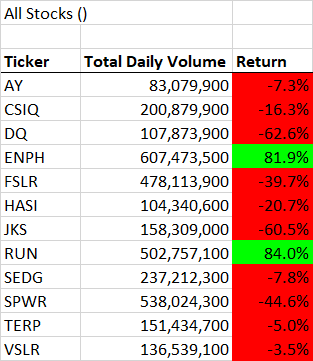 All Stocks ()
Ticker Total Daily Volume Return
AY 83,079,900 -7.3%
CSIQ 200,879,900 -16.3%
DQ 107,873,900 -62.6%
ENPH 607,473,500 81.9%
FSLR 478,113,900 -39.7%
HASI 104,340,600 -20.7%
JKS 158,309,000 -60.5%
RUN 502,757,100 84.0%
SEDG 237,212,300 -7.8%
SPWR 538,024,300 -44.6%
TERP 151,434,700 -5.0%
VSLR 136,539,100 -3.5%